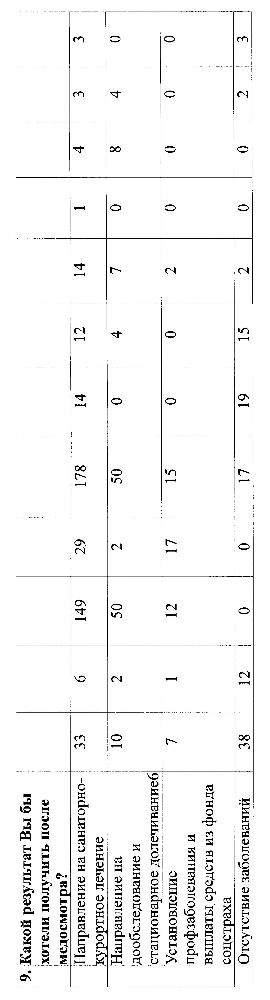 9. Какой результат Вы бы
хотели получить после
медосмотра?
Направление на санаторно-
курортное лечение
33 6 149 29 178 14 12 14 1 4 3 3
Направление на
дообследование и
стационарное долечивание6
10 2 50 2 50 0 4 7 0 8 4 0
Установление
профзаболевания и
выплаты средств из фонда
соцстраха
7 1 12 17 15 0 0 2 0 0 0 0
Отсутствие заболеваний 38 12 0 0 17 19 15 2 0 0 2 3